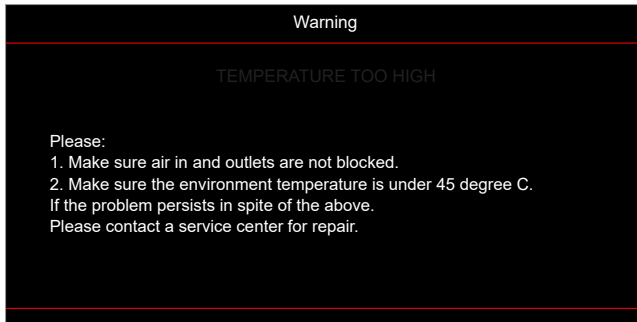 Warning
TEMPERATURE TOO HIGH
Please:
1. Make sure air in and outlets are not blocked.
2. Make sure the environment temperature is under 45 degree C.
If the problem persists in spite of the above.
Please contact a service center for repair.